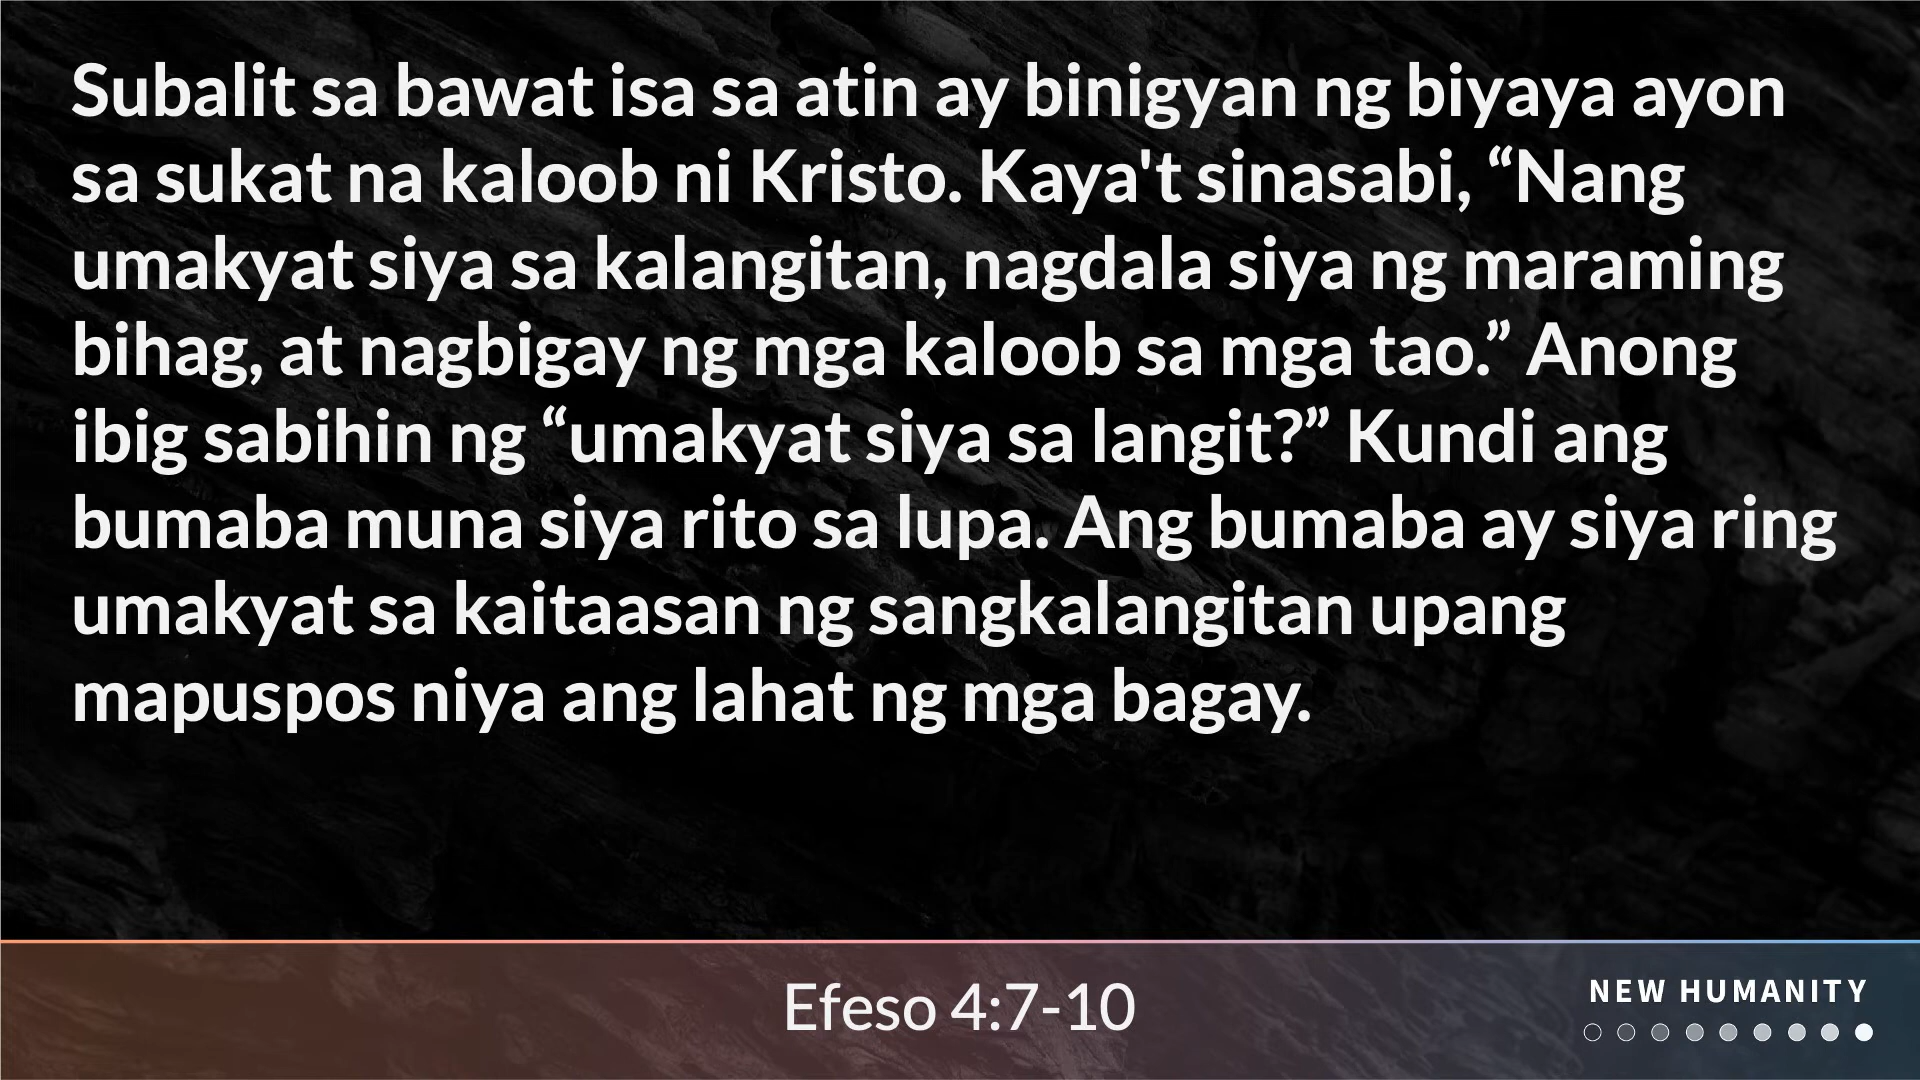 Subalit sa bawat isa sa atin ay binigyan ng biyaya ayon
sa sukat na kaloob ni Kristo. Kaya't sinasabi, “Nang
umakyat siya sa kalangitan, nagdala siya ng maraming
bihag, at nagbigay ng mga kaloob sa mga tao.” Anong
ibig sabihin ng “umakyat siya sa langit?” Kundi ang
bumaba muna siya rito sa lupa. Ang bumaba ay siya ring
umakyat sa kaitaasan ng sangkalangitan upang
mapuspos niya ang lahat ng mga bagay.
Efeso 4:7-10
NEW HUMANITY